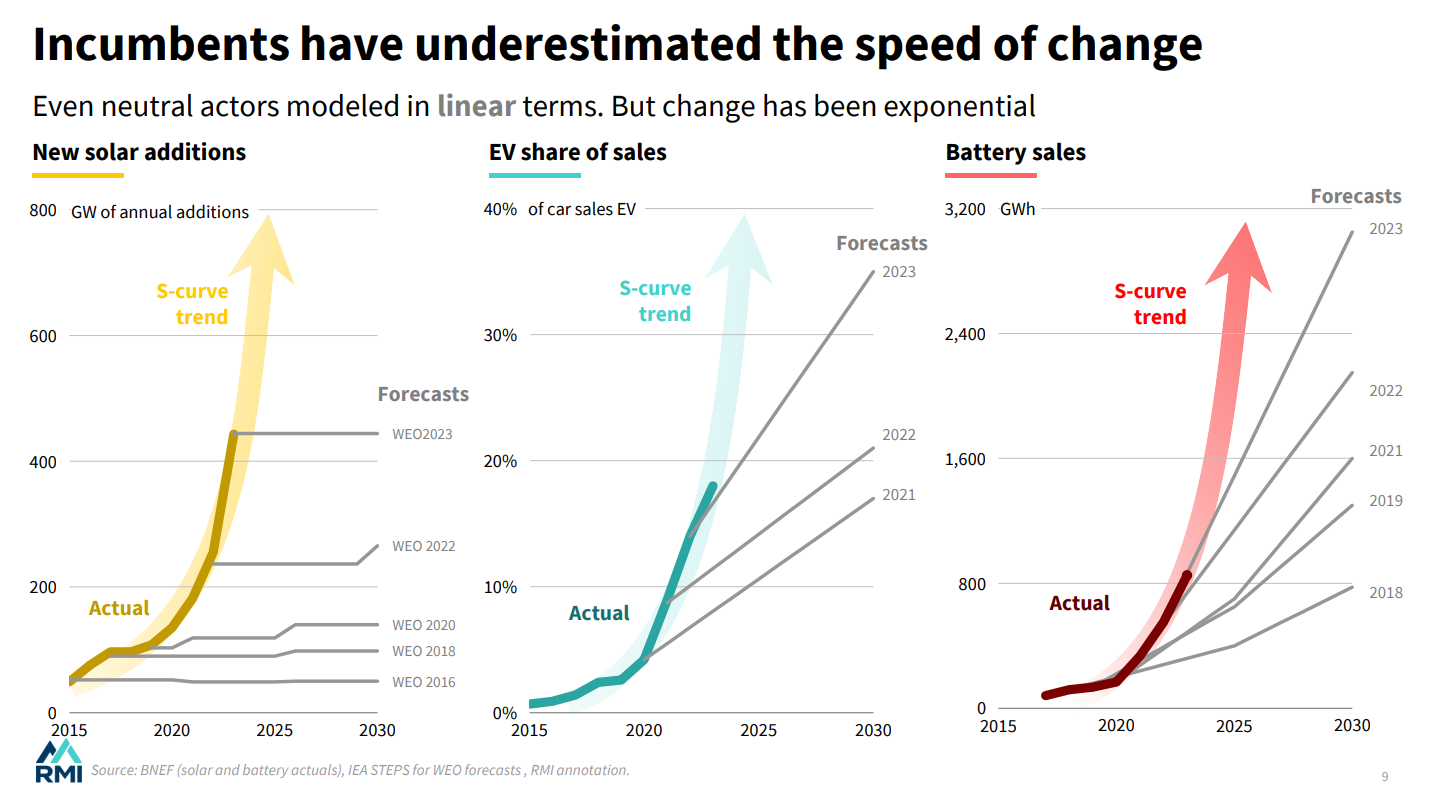 Incumbents have underestimated the speed of change
Even neutral actors modeled in linear terms. But change has been exponential
New solar additions
800
GW of annual additions
600
400
200
0
2015
2020
2025
2030
S-curve
trend
Actual
Forecasts
WEO2023
WEO 2022
WEO 2020
WEO 2018
WEO 2016
EV share of sales
40%
of car sales EV
30%
20%
10%
0%
2015
2020
2025
2030
S-curve
trend
Actual
Forecasts
2023
2022
2021
Battery sales
3,200
GWh
2,400
1,600
800
0
2015
2020
2025
2030
S-curve
trend
Actual
Forecasts
2023
2022
2021
2019
2018
RMI
Source: BNEF (solar and battery actuals), IEA STEPS for WEO forecasts , RMI annotation.
9